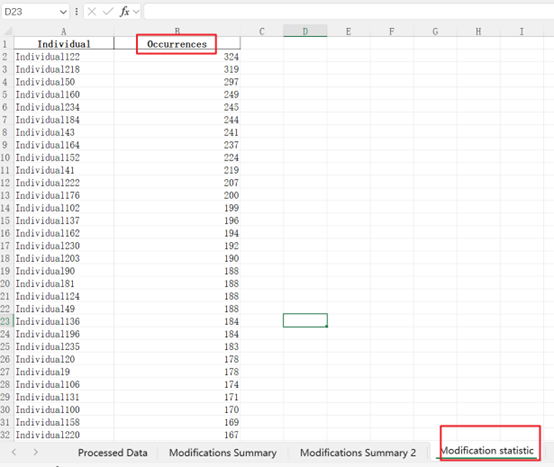 D23 fx
A B C D E F G H I
1 Individual Occurrences
2 Individual122 324
3 Individual218 319
4 Individual50 297
5 Individual160 249
6 Individual234 245
7 Individual184 244
8 Individual43 241
9 Individual164 237
10 Individual152 224
11 Individual41 219
12 Individual222 207
13 Individual176 200
14 Individual102 199
15 Individual137 196
16 Individual162 194
17 Individual230 192
18 Individual203 190
19 Individual90 188
20 Individual81 188
21 Individual124 188
22 Individual49 188
23 Individual136 184
24 Individual196 184
25 Individual235 183
26 Individual20 178
27 Individual9 178
28 Individual106 174
29 Individual131 171
30 Individual100 170
31 Individual158 169
32 Individual220 167
Processed Data Modifications Summary Modifications Summary 2 Modification statistic